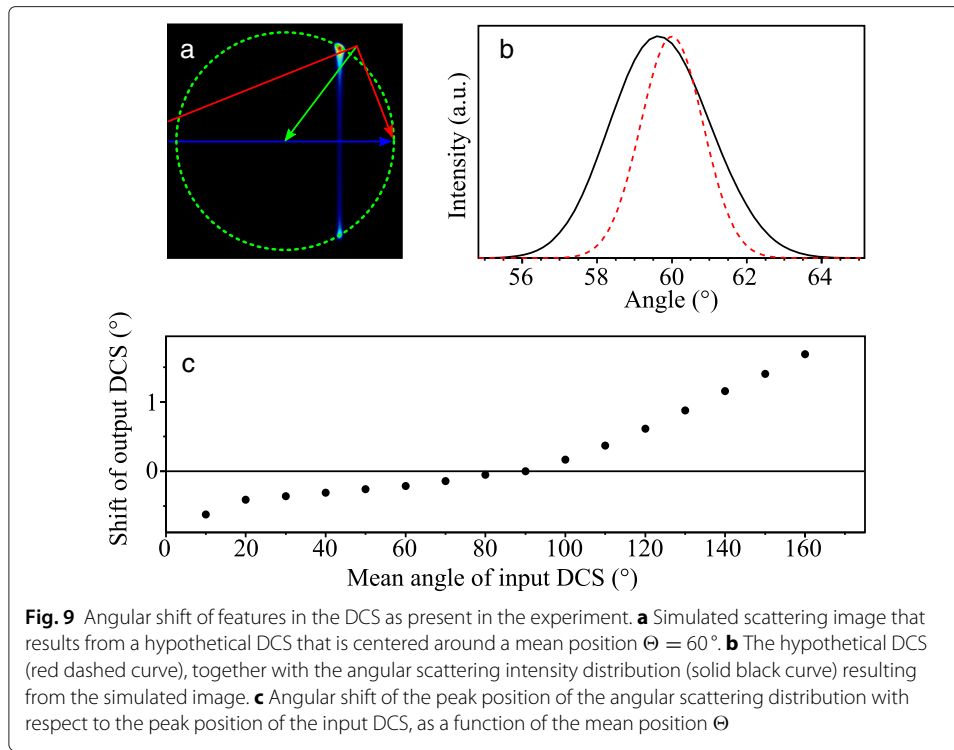 a
b
Intensity (a.u.)
56 58 60 62 64
Angle (°)
c
Shift of output DCS (°)
1
0
0 20 40 60 80 100 120 140 160
Mean angle of input DCS (°)
Fig. 9 Angular shift of features in the DCS as present in the experiment. a Simulated scattering image that
results from a hypothetical DCS that is centered around a mean position Θ = 60°. b The hypothetical DCS
(red dashed curve), together with the angular scattering intensity distribution (solid black curve) resulting
from the simulated image. c Angular shift of the peak position of the angular scattering distribution with
respect to the peak position of the input DCS, as a function of the mean position Θ